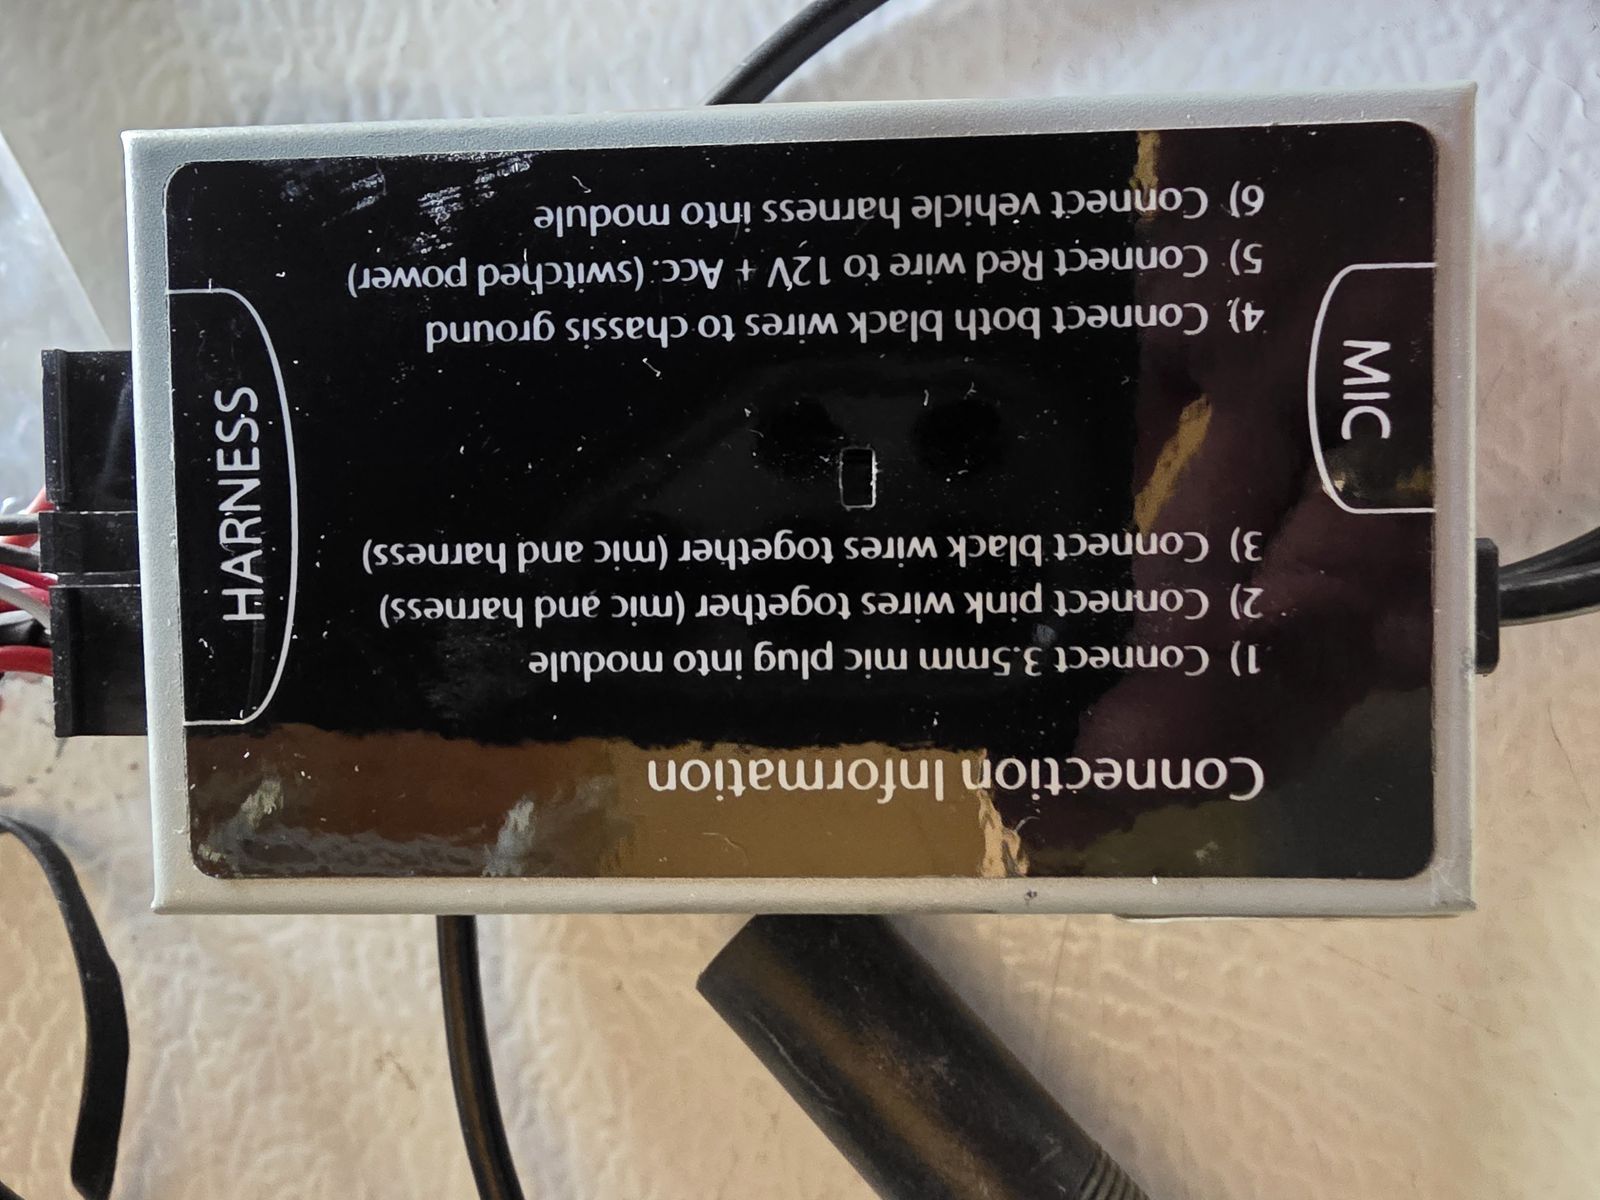 Connection Information
1) Connect 3.5mm mic plug into module
2) Connect pink wires together (mic and harness)
3) Connect black wires together (mic and harness)
4) Connect both black wires to chassis ground
5) Connect Red wire to 12V + Acc. (switched power)
6) Connect vehicle harness into module
MIC
HARNESS